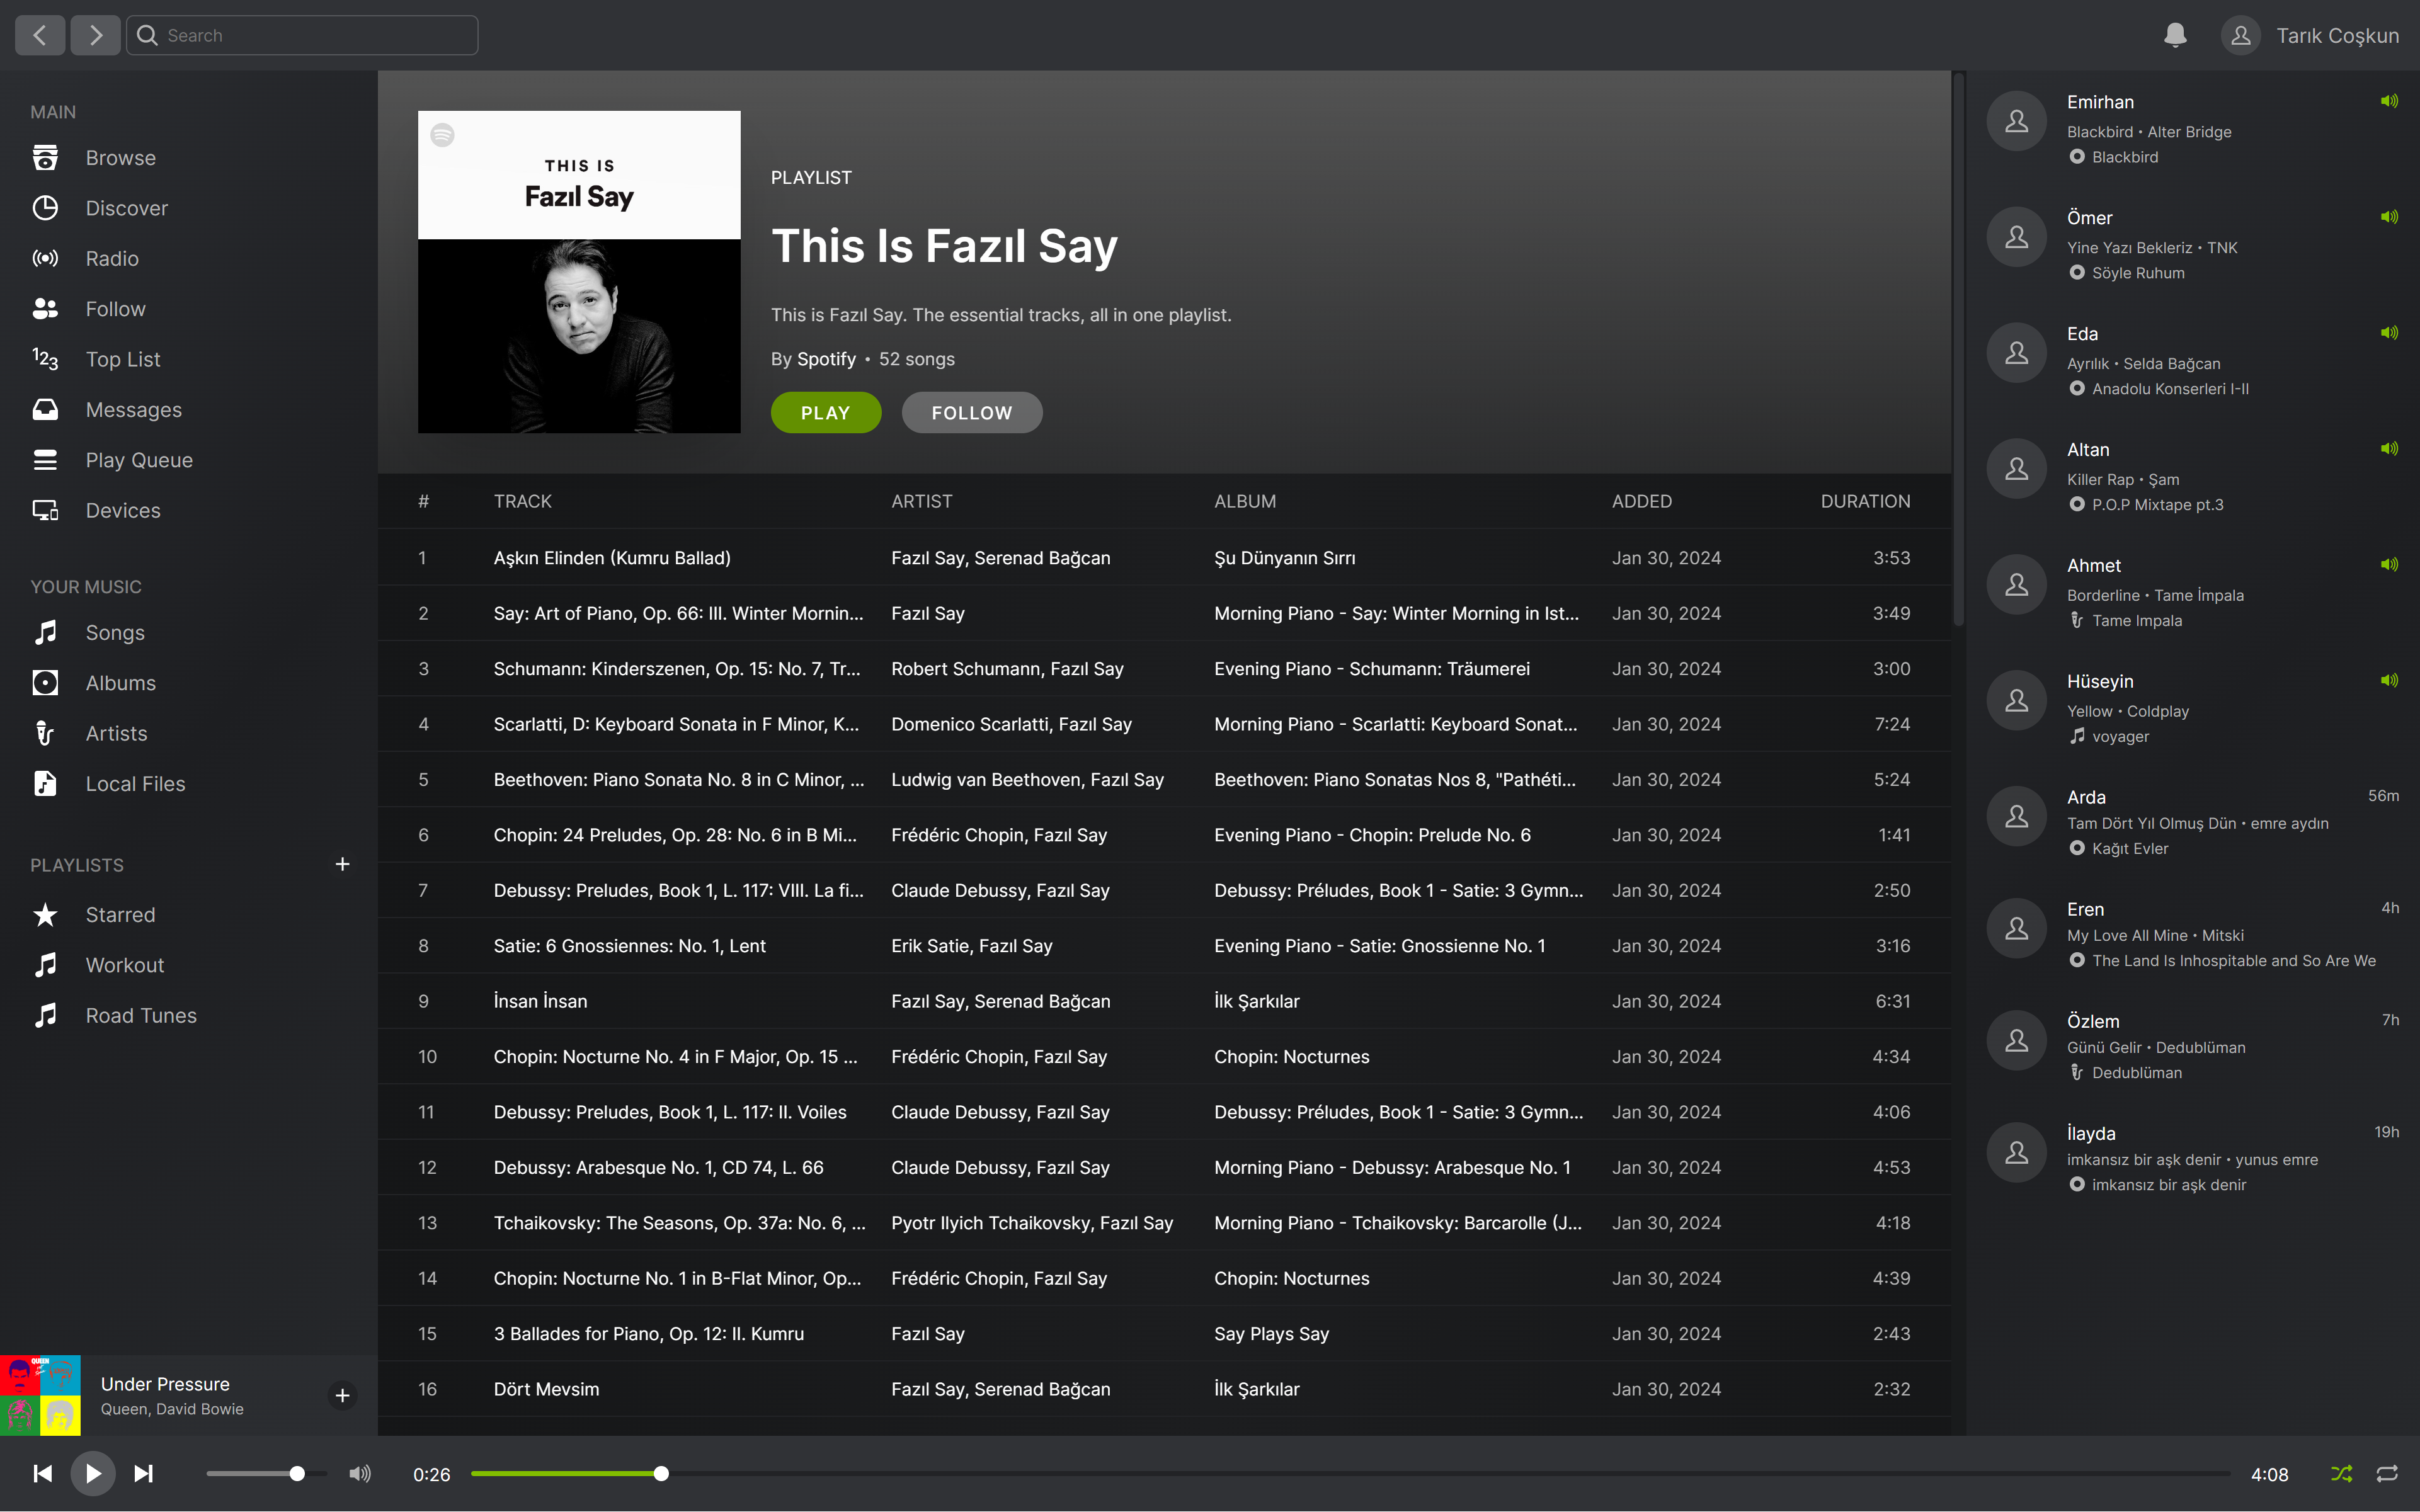 Search
Tarık Coşkun
MAIN
Browse
Discover
Radio
Follow
Top List
Messages
Play Queue
Devices
YOUR MUSIC
Songs
Albums
Artists
Local Files
PLAYLISTS
Starred
Workout
Road Tunes
Under Pressure
Queen, David Bowie
THIS IS
Fazıl Say
PLAYLIST
This Is Fazıl Say
This is Fazıl Say. The essential tracks, all in one playlist.
By Spotify • 52 songs
PLAY FOLLOW
# TRACK ARTIST ALBUM ADDED DURATION
1 Aşkın Elinden (Kumru Ballad) Fazıl Say, Serenad Bağcan Şu Dünyanın Sırrı Jan 30, 2024 3:53
2 Say: Art of Piano, Op. 66: III. Winter Mornin... Fazıl Say Morning Piano - Say: Winter Morning in Ist... Jan 30, 2024 3:49
3 Schumann: Kinderszenen, Op. 15: No. 7, Tr... Robert Schumann, Fazıl Say Evening Piano - Schumann: Träumerei Jan 30, 2024 3:00
4 Scarlatti, D: Keyboard Sonata in F Minor, K... Domenico Scarlatti, Fazıl Say Morning Piano - Scarlatti: Keyboard Sonat... Jan 30, 2024 7:24
5 Beethoven: Piano Sonata No. 8 in C Minor, ... Ludwig van Beethoven, Fazıl Say Beethoven: Piano Sonatas Nos 8, "Pathéti... Jan 30, 2024 5:24
6 Chopin: 24 Preludes, Op. 28: No. 6 in B Mi... Frédéric Chopin, Fazıl Say Evening Piano - Chopin: Prelude No. 6 Jan 30, 2024 1:41
7 Debussy: Preludes, Book 1, L. 117: VIII. La fi... Claude Debussy, Fazıl Say Debussy: Préludes, Book 1 - Satie: 3 Gymn... Jan 30, 2024 2:50
8 Satie: 6 Gnossiennes: No. 1, Lent Erik Satie, Fazıl Say Evening Piano - Satie: Gnossienne No. 1 Jan 30, 2024 3:16
9 İnsan İnsan Fazıl Say, Serenad Bağcan İlk Şarkılar Jan 30, 2024 6:31
10 Chopin: Nocturne No. 4 in F Major, Op. 15 ... Frédéric Chopin, Fazıl Say Chopin: Nocturnes Jan 30, 2024 4:34
11 Debussy: Preludes, Book 1, L. 117: II. Voiles Claude Debussy, Fazıl Say Debussy: Préludes, Book 1 - Satie: 3 Gymn... Jan 30, 2024 4:06
12 Debussy: Arabesque No. 1, CD 74, L. 66 Claude Debussy, Fazıl Say Morning Piano - Debussy: Arabesque No. 1 Jan 30, 2024 4:53
13 Tchaikovsky: The Seasons, Op. 37a: No. 6, ... Pyotr Ilyich Tchaikovsky, Fazıl Say Morning Piano - Tchaikovsky: Barcarolle (J... Jan 30, 2024 4:18
14 Chopin: Nocturne No. 1 in B-Flat Minor, Op... Frédéric Chopin, Fazıl Say Chopin: Nocturnes Jan 30, 2024 4:39
15 3 Ballades for Piano, Op. 12: II. Kumru Fazıl Say Say Plays Say Jan 30, 2024 2:43
16 Dört Mevsim Fazıl Say, Serenad Bağcan İlk Şarkılar Jan 30, 2024 2:32
Emirhan
Blackbird • Alter Bridge
Blackbird
Ömer
Yine Yazı Bekleriz • TNK
Söyle Ruhum
Eda
Ayrılık • Selda Bağcan
Anadolu Konserleri I-II
Altan
Killer Rap • Şam
P.O.P Mixtape pt.3
Ahmet
Borderline • Tame İmpala
Tame Impala
Hüseyin
Yellow • Coldplay
voyager
Arda 56m
Tam Dört Yıl Olmuş Dün • emre aydın
Kağıt Evler
Eren 4h
My Love All Mine • Mitski
The Land Is Inhospitable and So Are We
Özlem 7h
Günü Gelir • Dedublüman
Dedublüman
İlayda 19h
imkansız bir aşk denir • yunus emre
imkansız bir aşk denir
0:26 4:08